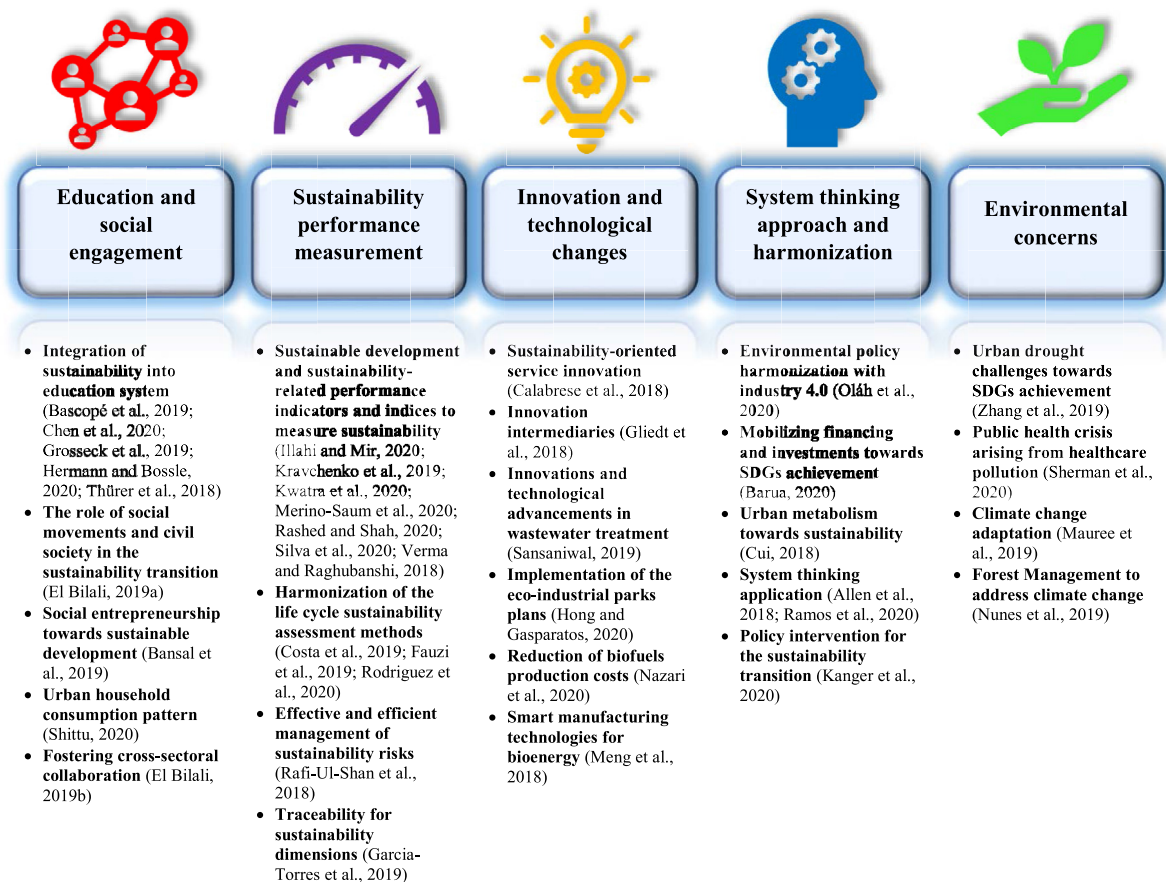 Education and
social
engagement
Sustainability
performance
measurement
Innovation and
technological
changes
System thinking
approach and
harmonization
Environmental
concerns
• Integration of
sustainability into
education system
(Bascopé et al., 2019;
Chen et al., 2020;
Grosseck et al., 2019;
Hermann and Bossle,
2020; Thürer et al., 2018)
• The role of social
movements and civil
society in the
sustainability transition
(El Bilali, 2019a)
• Social entrepreneurship
towards sustainable
development (Bansal et
al., 2019)
• Urban household
consumption pattern
(Shittu, 2020)
• Fostering cross-sectoral
collaboration (El Bilali,
2019b)
• Sustainable development
and sustainability-
related performance
indicators and indices to
measure sustainability
(Illahi and Mir, 2020;
Kravchenko et al., 2019;
Kwatra et al., 2020;
Merino-Saum et al., 2020;
Rashed and Shah, 2020;
Silva et al., 2020; Verma
and Raghubanshi, 2018)
• Harmonization of the
life cycle sustainability
assessment methods
(Costa et al., 2019; Fauzi
et al., 2019; Rodriguez et
al., 2020)
• Effective and efficient
management of
sustainability risks
(Rafi-Ul-Shan et al.,
2018)
• Traceability for
sustainability
dimensions (Garcia-
Torres et al., 2019)
• Sustainability-oriented
service innovation
(Calabrese et al., 2018)
• Innovation
intermediaries (Gliedt et
al., 2018)
• Innovations and
technological
advancements in
wastewater treatment
(Sansaniwal, 2019)
• Implementation of the
eco-industrial parks
plans (Hong and
Gasparatos, 2020)
• Reduction of biofuels
production costs (Nazari
et al., 2020)
• Smart manufacturing
technologies for
bioenergy (Meng et al.,
2018)
• Environmental policy
harmonization with
industry 4.0 (Oláh et al.,
2020)
• Mobilizing financing
and investments towards
SDGs achievement
(Barua, 2020)
• Urban metabolism
towards sustainability
(Cui, 2018)
• System thinking
application (Allen et al.,
2018; Ramos et al., 2020)
• Policy intervention for
the sustainability
transition (Kanger et al.,
2020)
• Urban drought
challenges towards
SDGs achievement
(Zhang et al., 2019)
• Public health crisis
arising from healthcare
pollution (Sherman et al.,
2020)
• Climate change
adaptation (Mauree et
al., 2019)
• Forest Management to
address climate change
(Nunes et al., 2019)